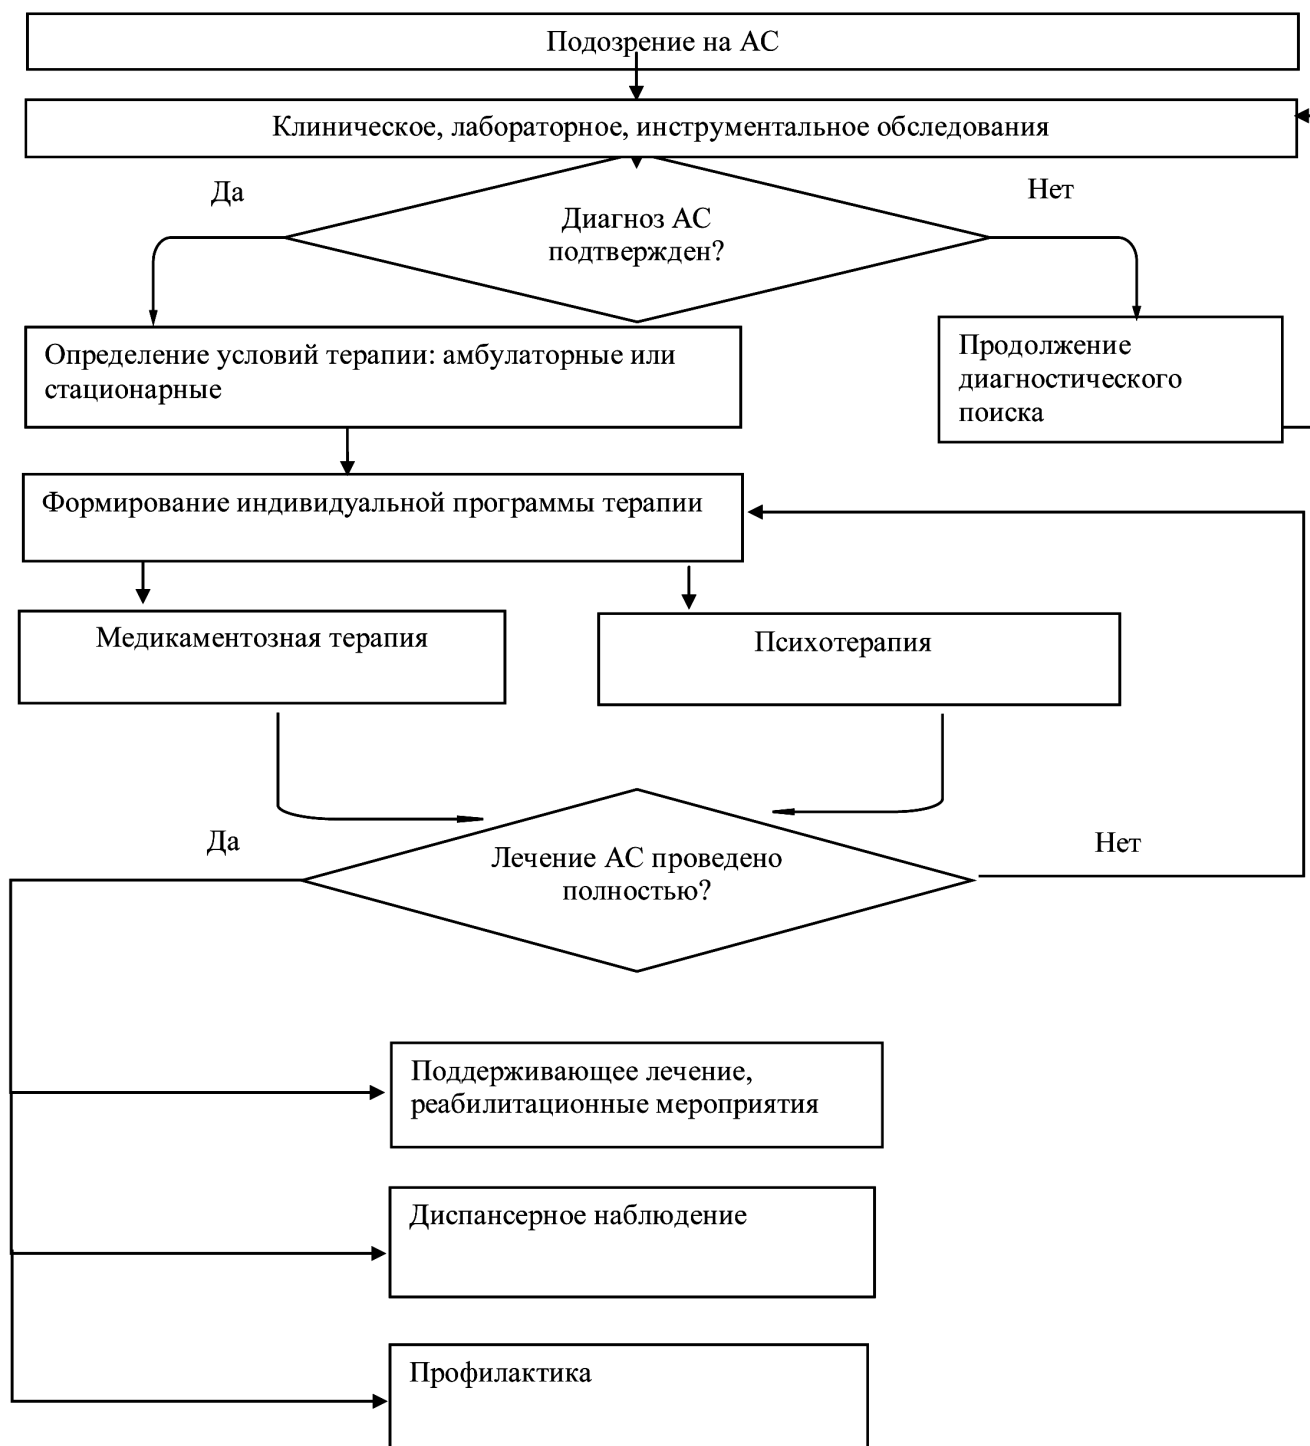 Подозрение на АС
Клиническое, лабораторное, инструментальное обследования
Да
Нет
Диагноз АС
подтвержден?
Определение условий терапии: амбулаторные или
стационарные
Продолжение
диагностического
поиска
Формирование индивидуальной программы терапии
Медикаментозная терапия
Психотерапия
Да
Нет
Лечение АС проведено
полностью?
Поддерживающее лечение,
реабилитационные мероприятия
Диспансерное наблюдение
Профилактика